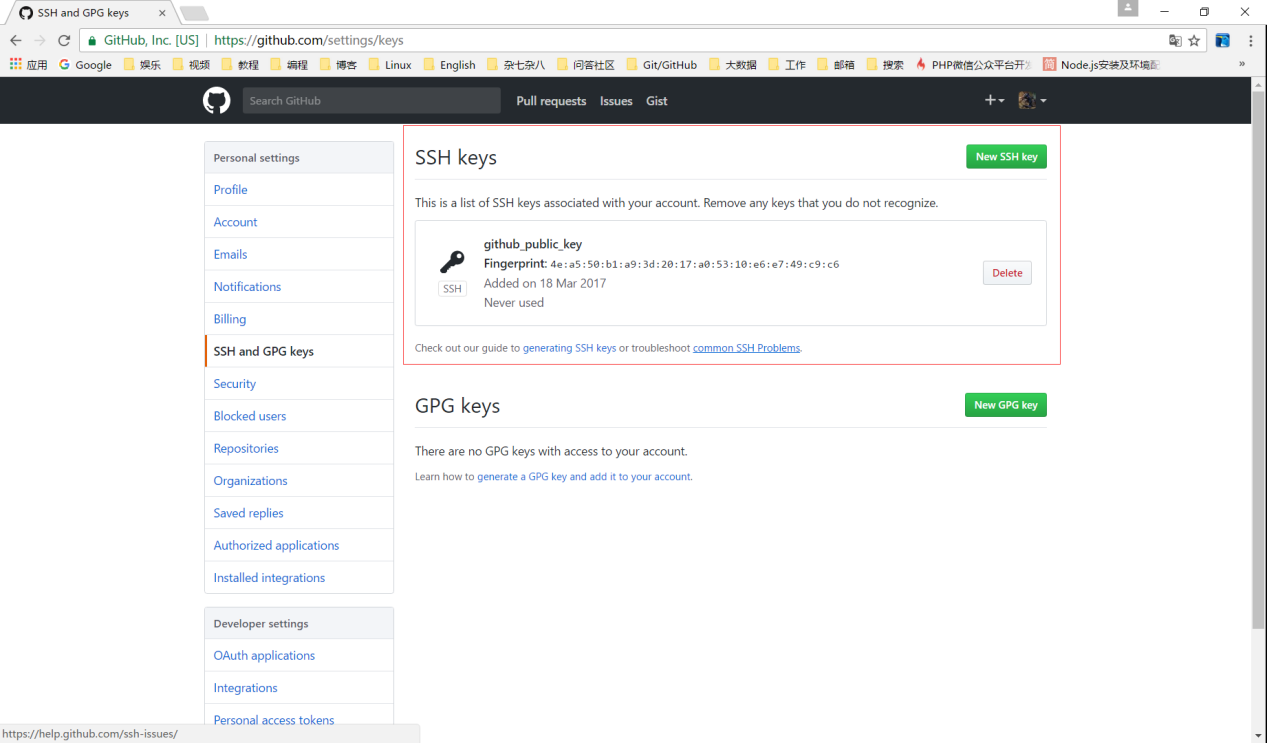 SSH and GPG keys
GitHub, Inc. [US] | https://github.com/settings/keys
应用 Google 娱乐 视频 教程 编程 博客 Linux English 杂七杂八 问答社区 Git/GitHub 大数据 工作 邮箱 搜索 PHP微信公众平台开 Node.js安装及环境配
Search GitHub Pull requests Issues Gist
Personal settings
Profile
Account
Emails
Notifications
Billing
SSH and GPG keys
Security
Blocked users
Repositories
Organizations
Saved replies
Authorized applications
Installed integrations
Developer settings
OAuth applications
Integrations
Personal access tokens
SSH keys New SSH key
This is a list of SSH keys associated with your account. Remove any keys that you do not recognize.
github_public_key
Fingerprint: 4e:a5:50:b1:a9:3d:20:17:a0:53:10:e6:e7:49:c9:c6
SSH
Added on 18 Mar 2017
Never used
Delete
Check out our guide to generating SSH keys or troubleshoot common SSH Problems.
GPG keys New GPG key
There are no GPG keys with access to your account.
Learn how to generate a GPG key and add it to your account.
https://help.github.com/ssh-issues/